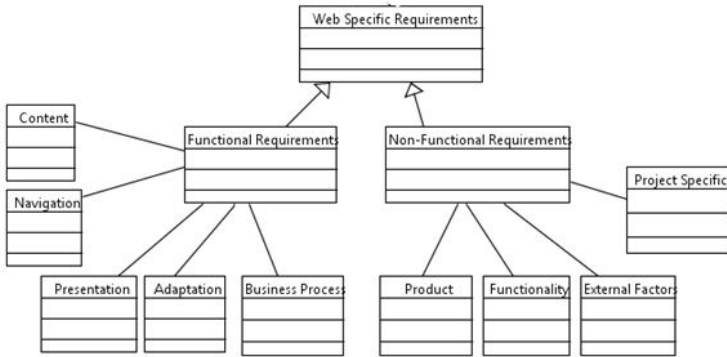 Web Specific Requirements
Content
Functional Requirements
Non-Functional Requirements
Project Specific
Navigation
Presentation
Adaptation
Business Process
Product
Functionality
External Factors